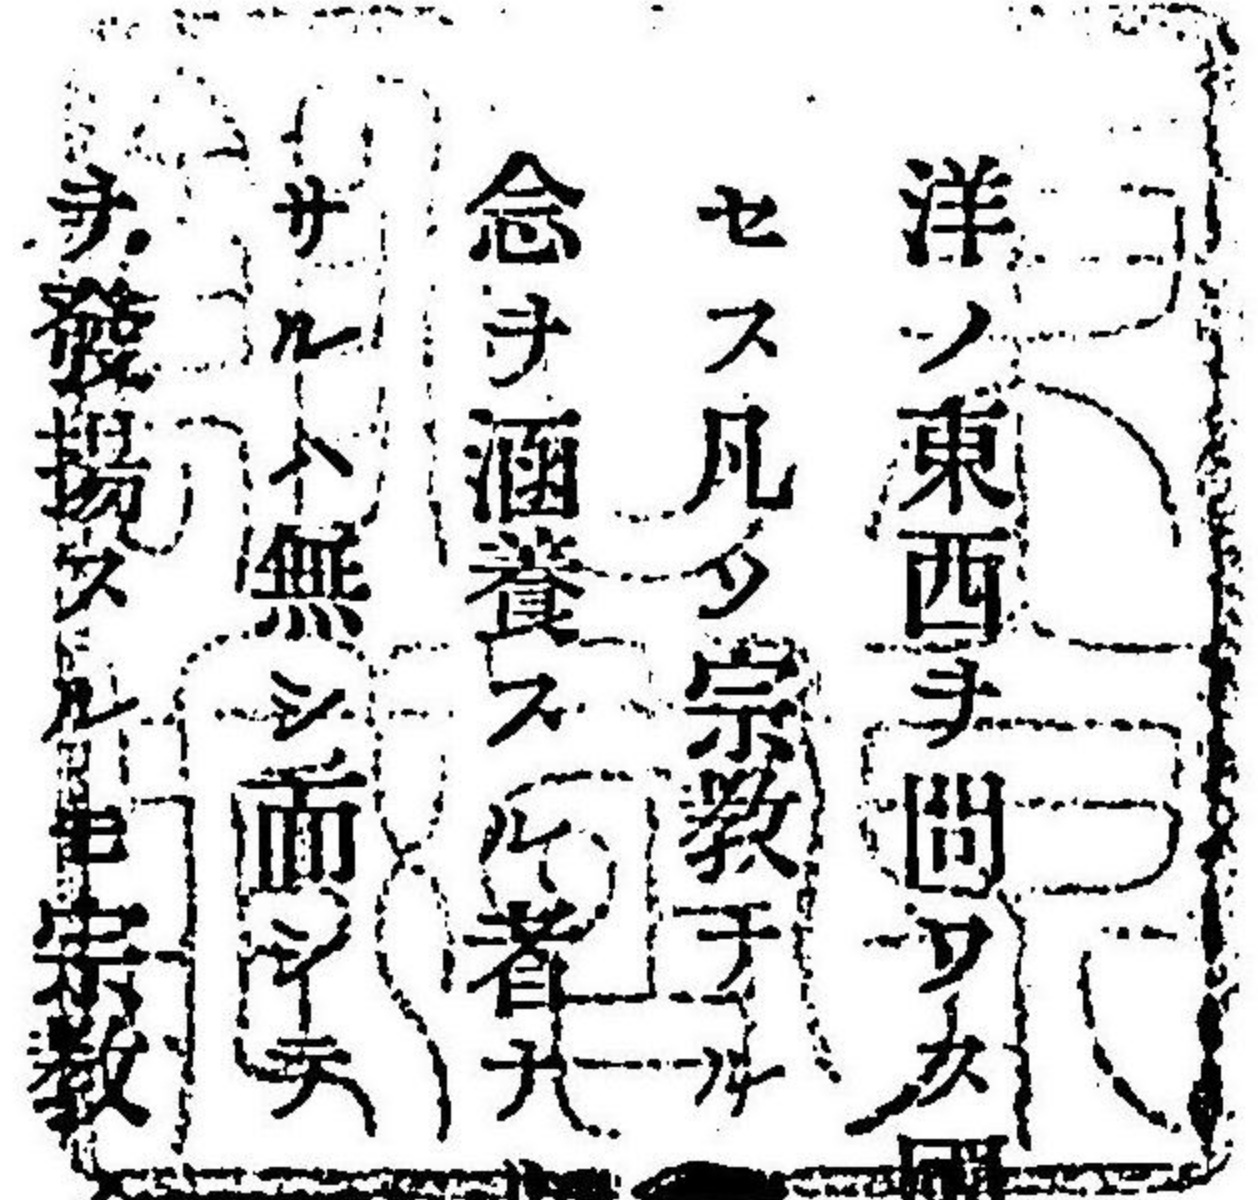 洋ノ東西ヲ問ワス國
セス凡ソ宗教ナル
念ヲ涵養スル者ナ
サルハ無シ而シテ
ヲ發揚スル宗教